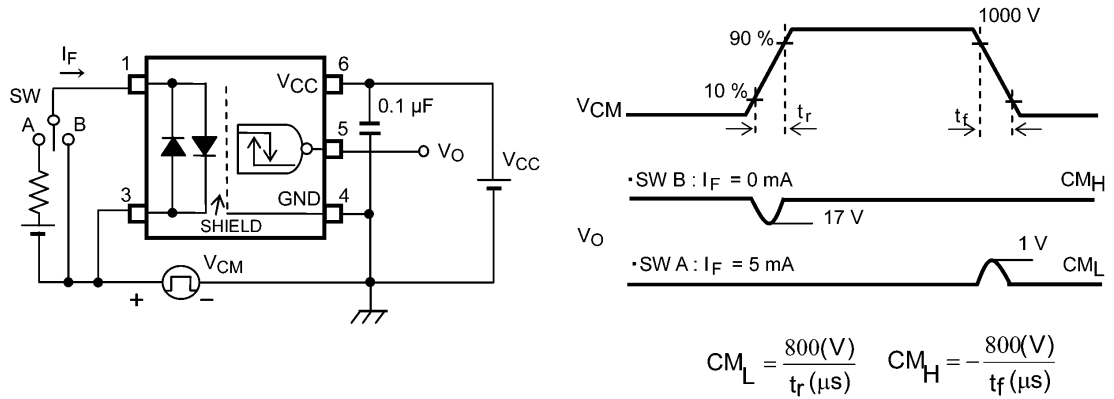 IF
SW
A
B
1
3
6
VCC
0.1 μF
5
VO
VCC
4
GND
SHIELD
VCM
+
−
1000 V
90 %
10 %
VCM
tr
tf
・SW B : IF = 0 mA
CMH
17 V
VO
1 V
・SW A : IF = 5 mA
CML
CML = 800(V) / tr (μs)
CMH = − 800(V) / tf (μs)